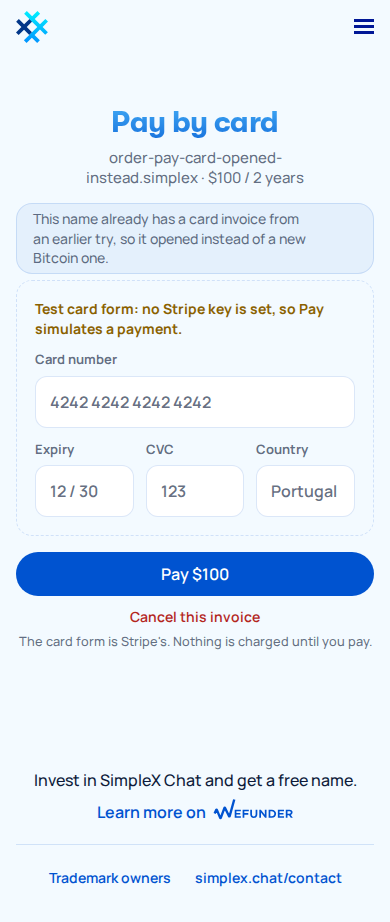 Pay by card
order-pay-card-opened-
instead.simplex · $100 / 2 years
This name already has a card invoice from
an earlier try, so it opened instead of a new
Bitcoin one.
Test card form: no Stripe key is set, so Pay
simulates a payment.
Card number
4242 4242 4242 4242
Expiry CVC Country
12 / 30 123 Portugal
Pay $100
Cancel this invoice
The card form is Stripe's. Nothing is charged until you pay.
Invest in SimpleX Chat and get a free name.
Learn more on WEFUNDER
Trademark owners simplex.chat/contact